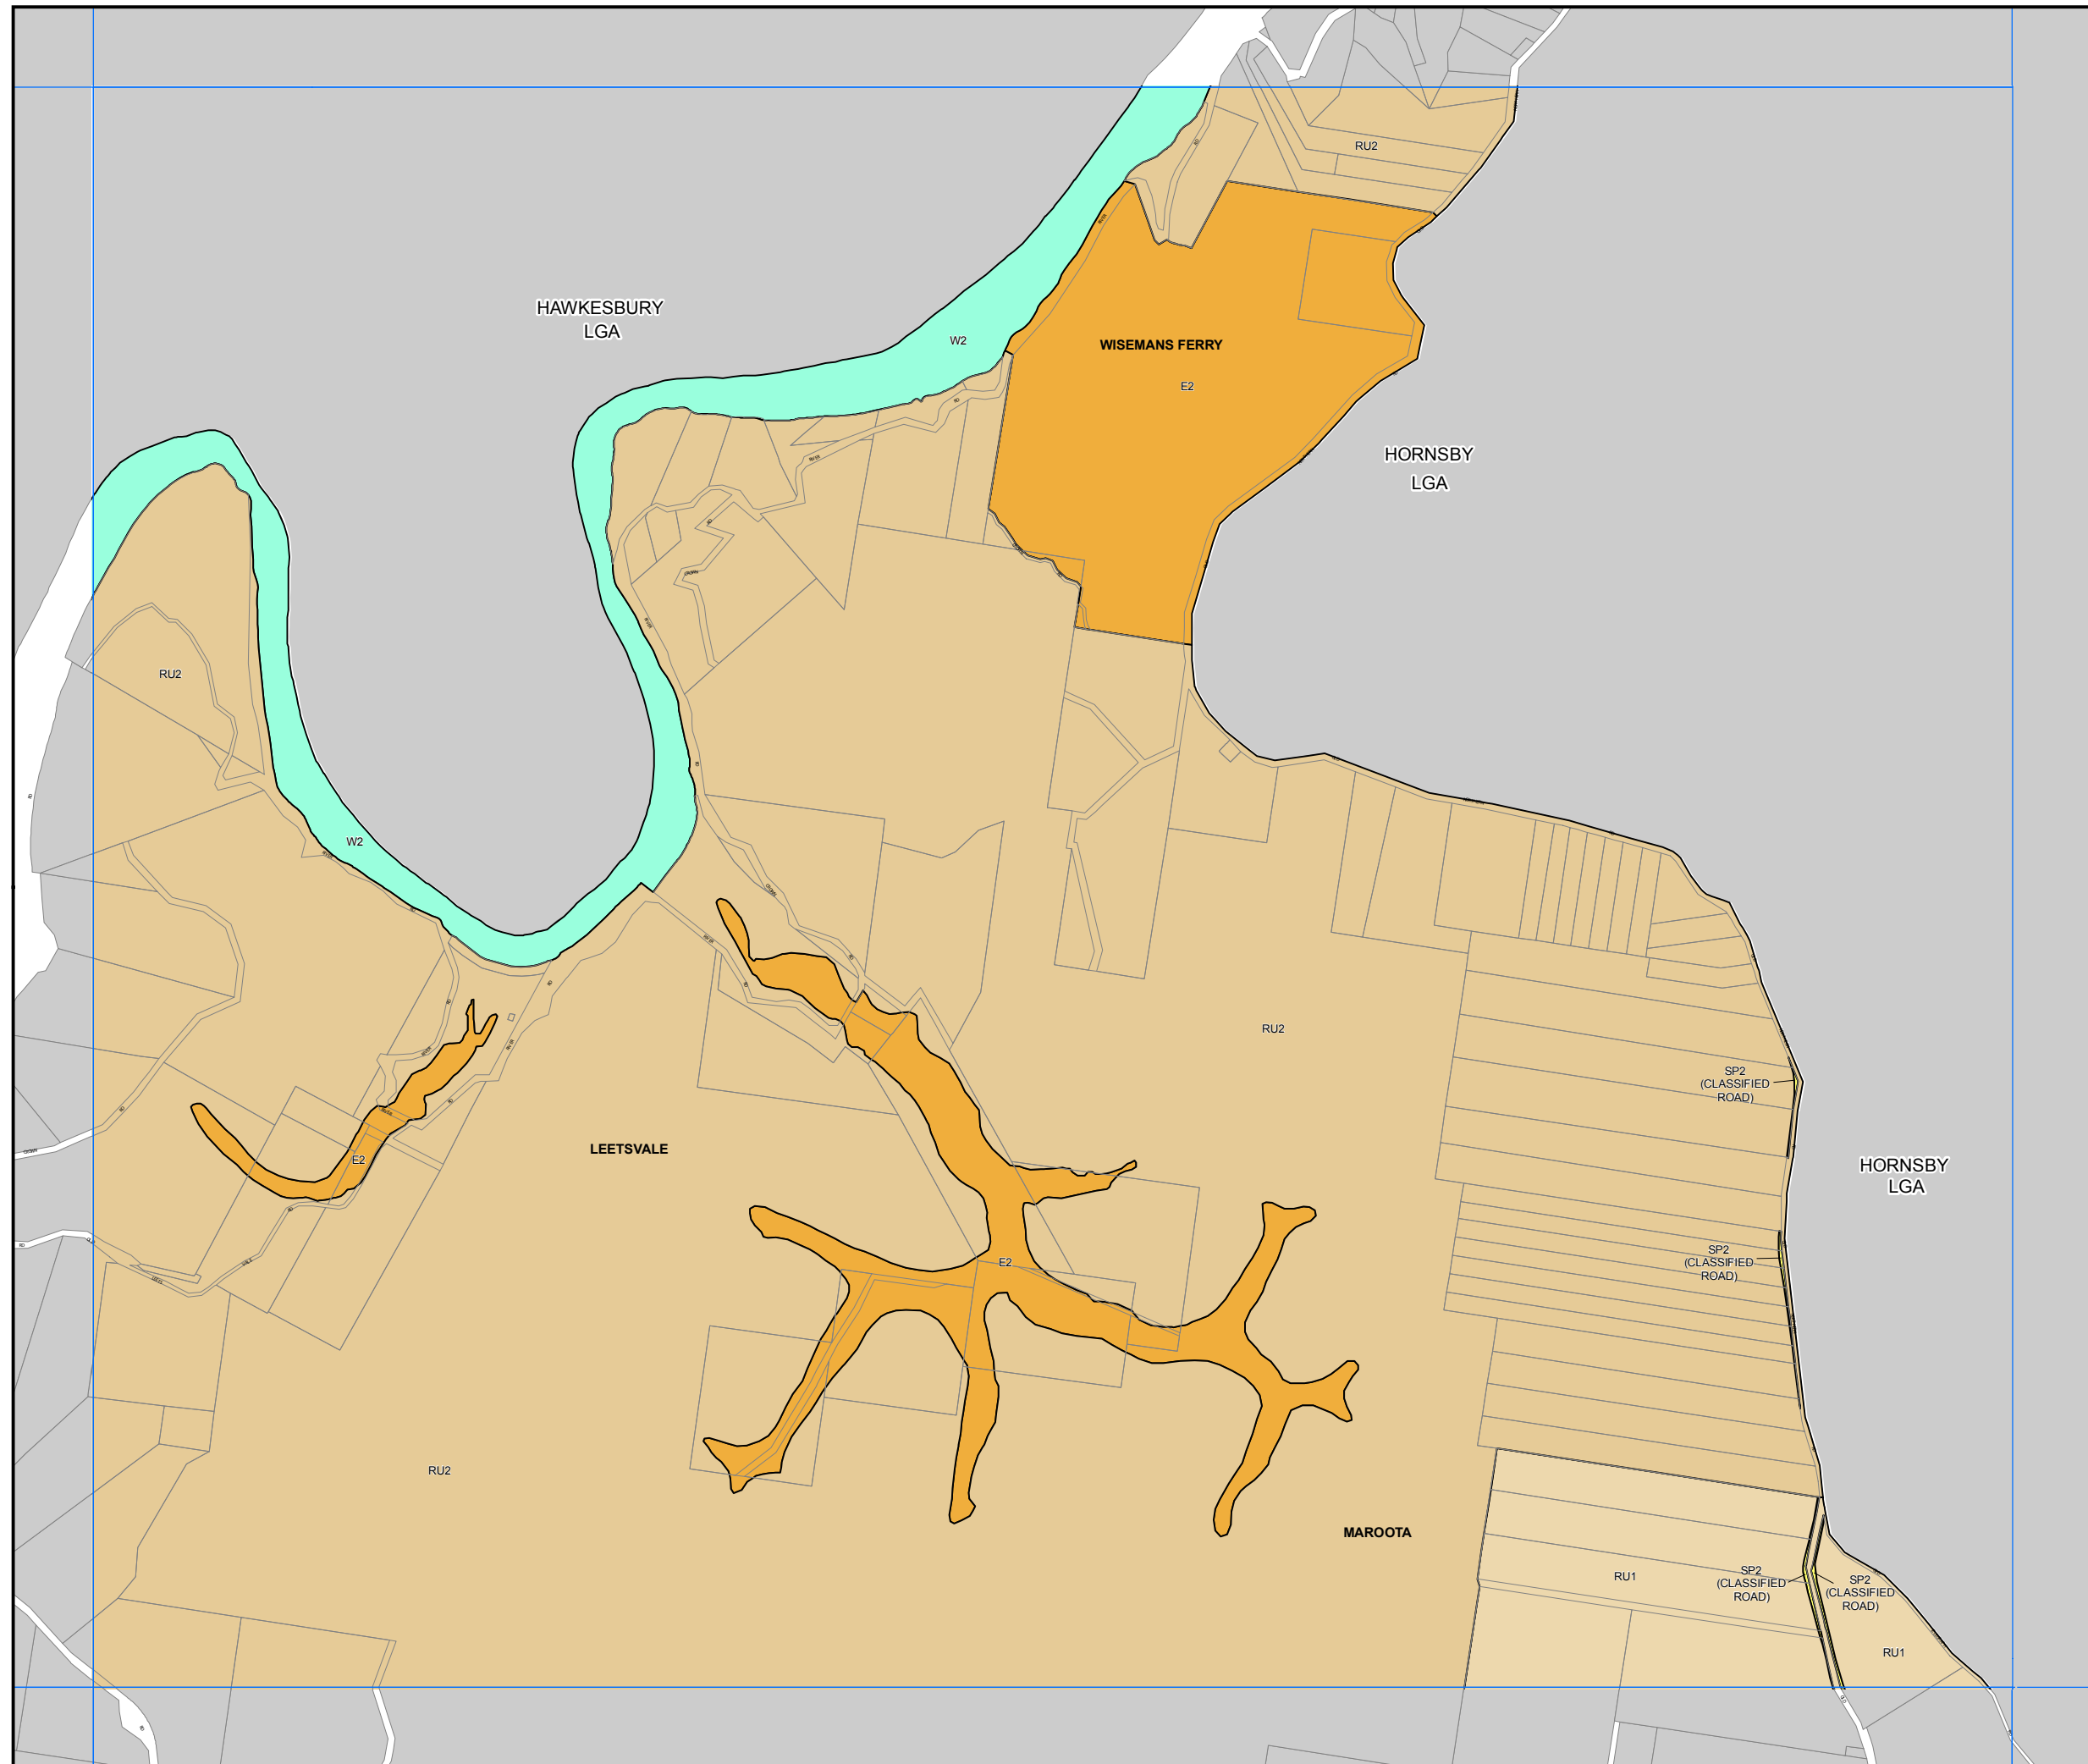 RU2
HAWKESBURY
LGA
W2
WISEMANS FERRY
E2
HORNSBY
LGA
RU2
W2
RU2
SP2
(CLASSIFIED
ROAD)
LEETSVALE
E2
HORNSBY
LGA
SP2
(CLASSIFIED
ROAD)
E2
RU2
MAROOTA
RU1
SP2
(CLASSIFIED
ROAD)
SP2
(CLASSIFIED
ROAD)
RU1